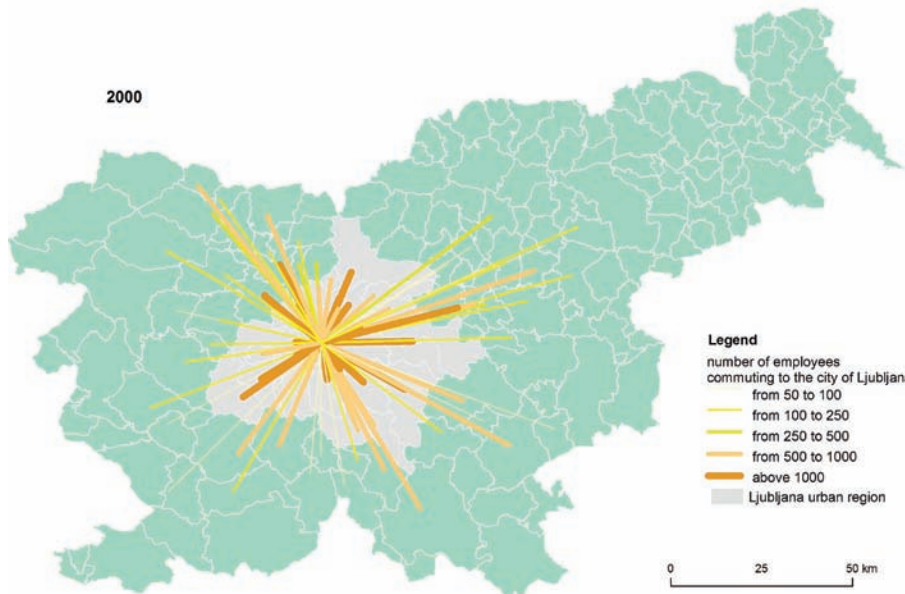 2000
Legend
number of employees
commuting to the city of Ljubljan
from 50 to 100
from 100 to 250
from 250 to 500
from 500 to 1000
above 1000
Ljubljana urban region
0 25 50 km